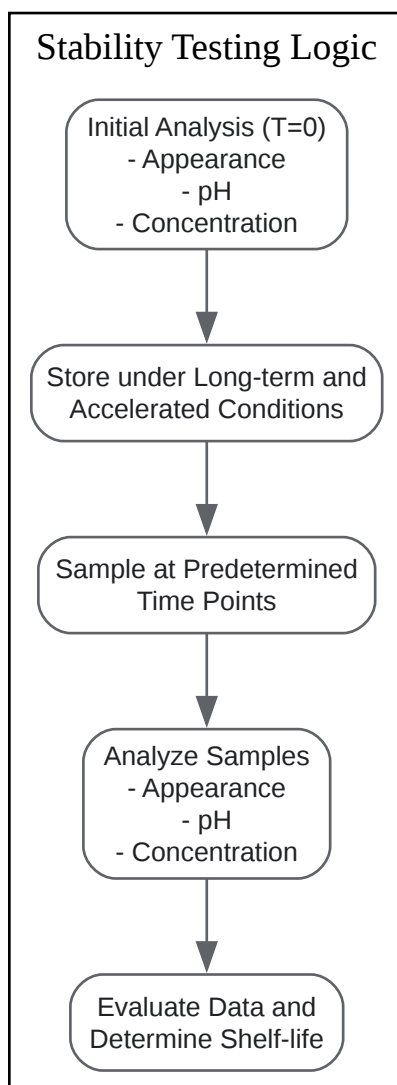 Stability Testing Logic
Initial Analysis (T=0)
- Appearance
- pH
- Concentration
Store under Long-term and
Accelerated Conditions
Sample at Predetermined
Time Points
Analyze Samples
- Appearance
- pH
- Concentration
Evaluate Data and
Determine Shelf-life